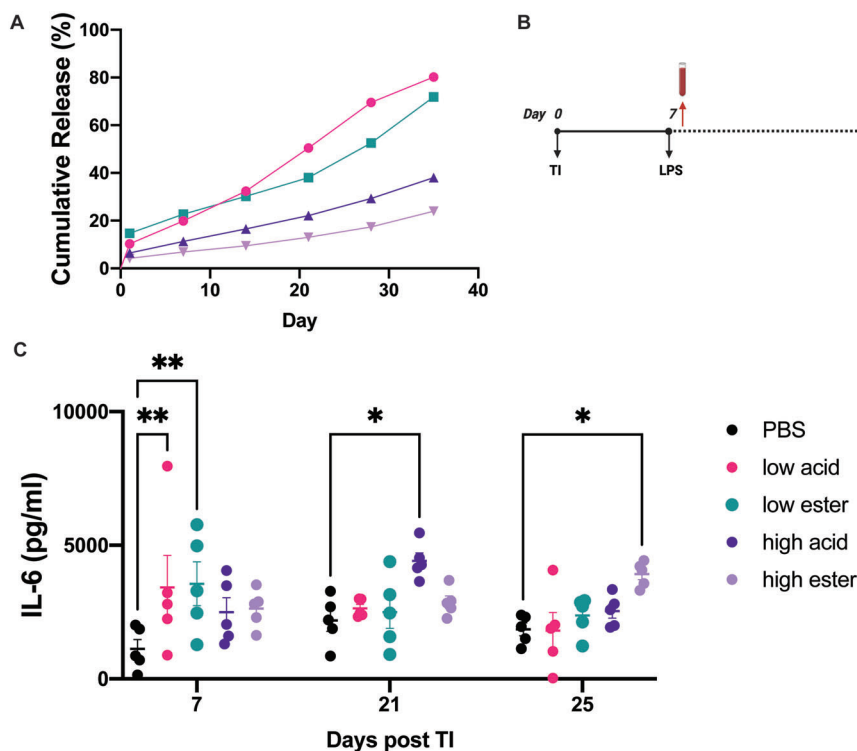 A
Cumulative Release (%)
100
80
60
40
20
0
0
10
20
30
40
Day
B
Day 0
7
TI
LPS
C
**
**
*
*
IL-6 (pg/ml)
10000
5000
0
7
21
25
Days post TI
PBS
low acid
low ester
high acid
high ester